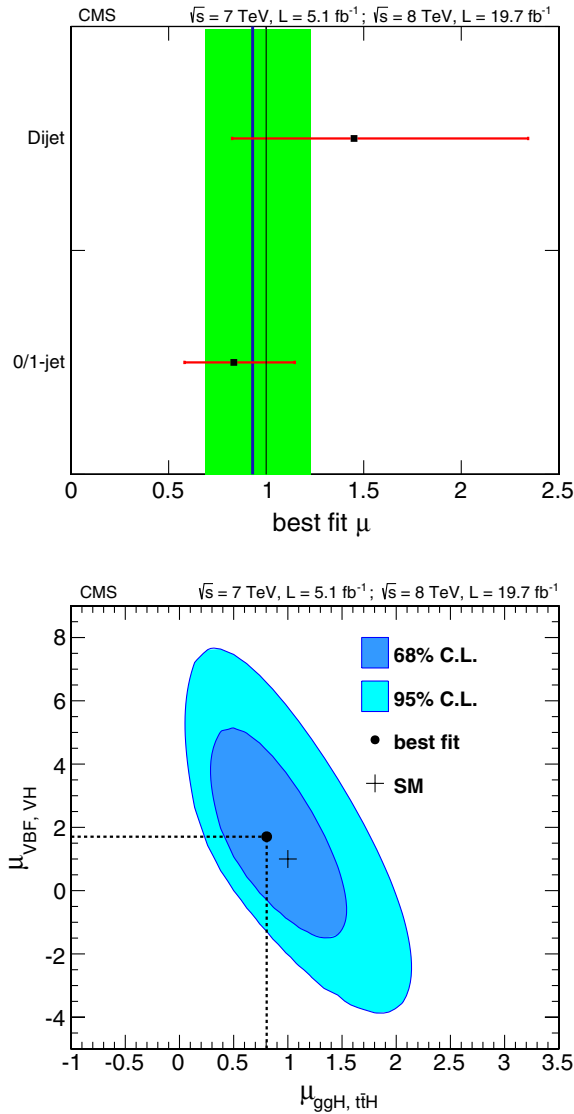 CMS √s = 7 TeV, L = 5.1 fb⁻¹ ; √s = 8 TeV, L = 19.7 fb⁻¹
Dijet
0/1-jet
0 0.5 1 1.5 2 2.5
best fit μ
CMS √s = 7 TeV, L = 5.1 fb⁻¹ ; √s = 8 TeV, L = 19.7 fb⁻¹
8
6
4
2
0
-2
-4
μVBF, VH
68% C.L.
95% C.L.
best fit
SM
-1 -0.5 0 0.5 1 1.5 2 2.5 3 3.5
μggH, tt̄H